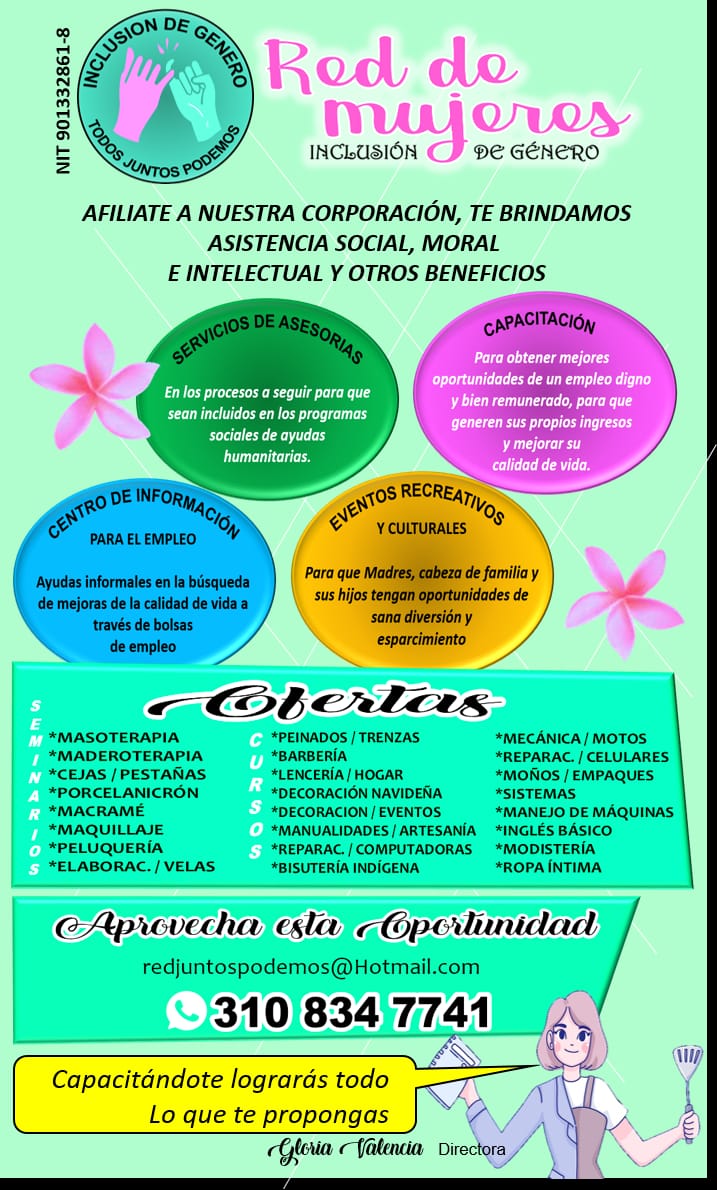 NIT 901332861-8
INCLUSION DE GENERO
TODOS JUNTOS PODEMOS
Red de
mujeres
INCLUSIÓN DE GÉNERO
AFILIATE A NUESTRA CORPORACIÓN, TE BRINDAMOS
ASISTENCIA SOCIAL, MORAL
E INTELECTUAL Y OTROS BENEFICIOS
SERVICIOS DE ASESORIAS
En los procesos a seguir para que
sean incluidos en los programas
sociales de ayudas
humanitarias.
CAPACITACIÓN
Para obtener mejores
oportunidades de un empleo digno
y bien remunerado, para que
generen sus propios ingresos
y mejorar su
calidad de vida.
CENTRO DE INFORMACIÓN
PARA EL EMPLEO
Ayudas informales en la búsqueda
de mejoras de la calidad de vida a
través de bolsas
de empleo
EVENTOS RECREATIVOS
Y CULTURALES
Para que Madres, cabeza de familia y
sus hijos tengan oportunidades de
sana diversión y
esparcimiento
Ofertas
SEMINARIOS
*MASOTERAPIA
*MADEROTERAPIA
*CEJAS / PESTAÑAS
*PORCELANICRÓN
*MACRAMÉ
*MAQUILLAJE
*PELUQUERÍA
*ELABORAC. / VELAS
CURSOS
*PEINADOS / TRENZAS
*BARBERÍA
*LENCERÍA / HOGAR
*DECORACIÓN NAVIDEÑA
*DECORACION / EVENTOS
*MANUALIDADES / ARTESANÍA
*REPARAC. / COMPUTADORAS
*BISUTERÍA INDÍGENA
*MECÁNICA / MOTOS
*REPARAC. / CELULARES
*MOÑOS / EMPAQUES
*SISTEMAS
*MANEJO DE MÁQUINAS
*INGLÉS BÁSICO
*MODISTERÍA
*ROPA ÍNTIMA
Aprovecha esta Oportunidad
redjuntospodemos@Hotmail.com
310 834 7741
Capacitándote lograrás todo
Lo que te propongas
Gloria Valencia Directora